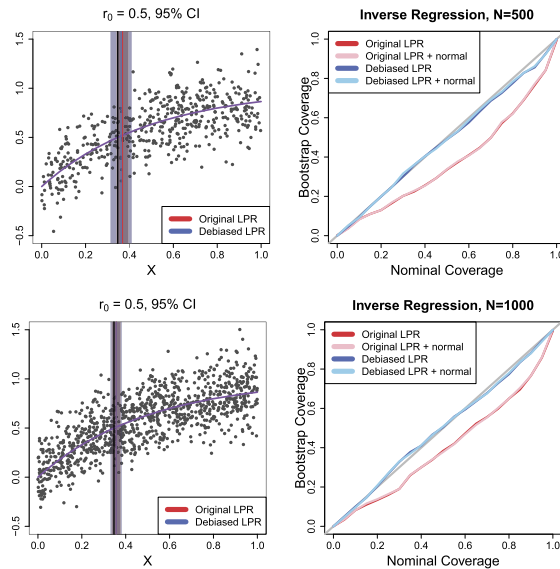 r₀ = 0.5, 95% CI
1.5
1.0
0.5
0.0
−0.5
Original LPR
Debiased LPR
0.0 0.2 0.4 0.6 0.8 1.0
X
Inverse Regression, N=500
Original LPR
Original LPR + normal
Debiased LPR
Debiased LPR + normal
Bootstrap Coverage
0.0 0.2 0.4 0.6 0.8 1.0
0.0 0.2 0.4 0.6 0.8 1.0
Nominal Coverage
r₀ = 0.5, 95% CI
1.5
1.0
0.5
0.0
−0.5
Original LPR
Debiased LPR
0.0 0.2 0.4 0.6 0.8 1.0
X
Inverse Regression, N=1000
Original LPR
Original LPR + normal
Debiased LPR
Debiased LPR + normal
Bootstrap Coverage
0.0 0.2 0.4 0.6 0.8 1.0
0.0 0.2 0.4 0.6 0.8 1.0
Nominal Coverage